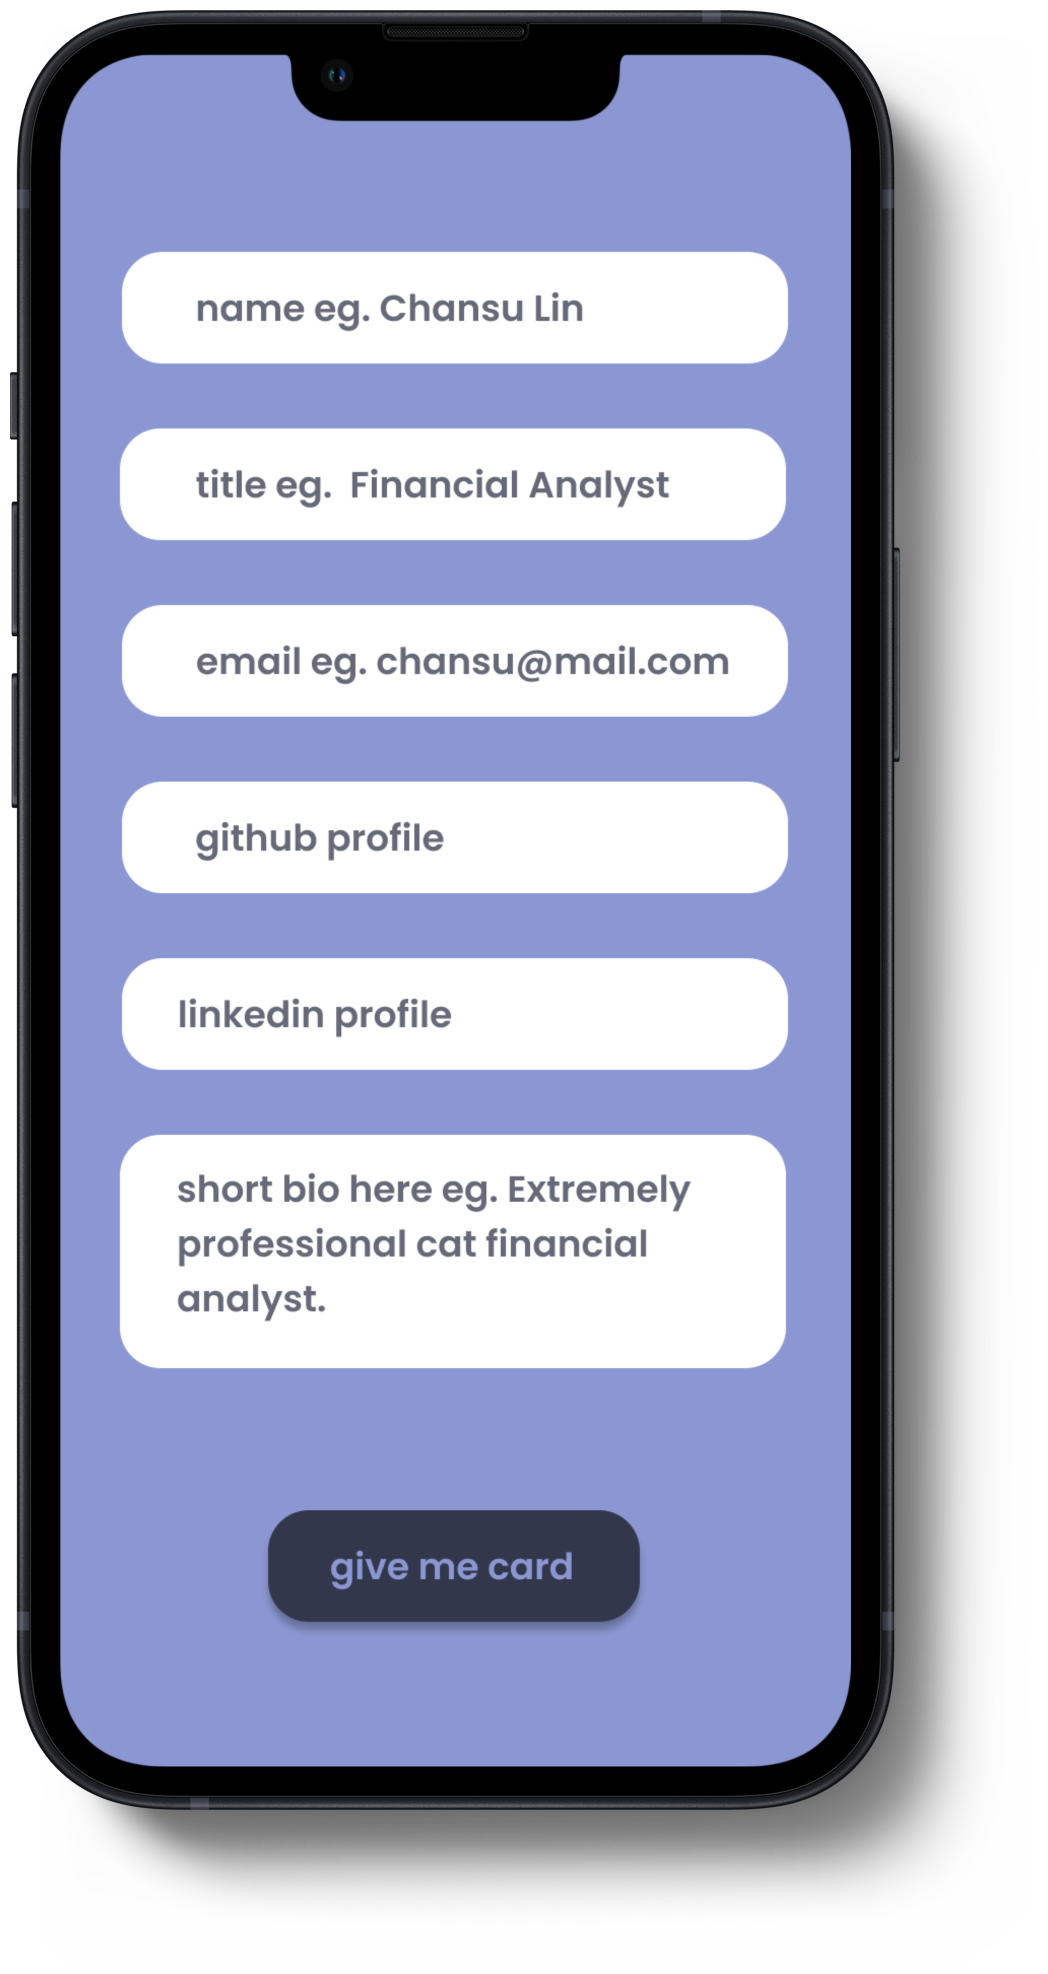 name eg. Chansu Lin
title eg.  Financial Analyst
email eg. chansu@mail.com
github profile
linkedin profile
short bio here eg. Extremely
professional cat financial
analyst.
give me card